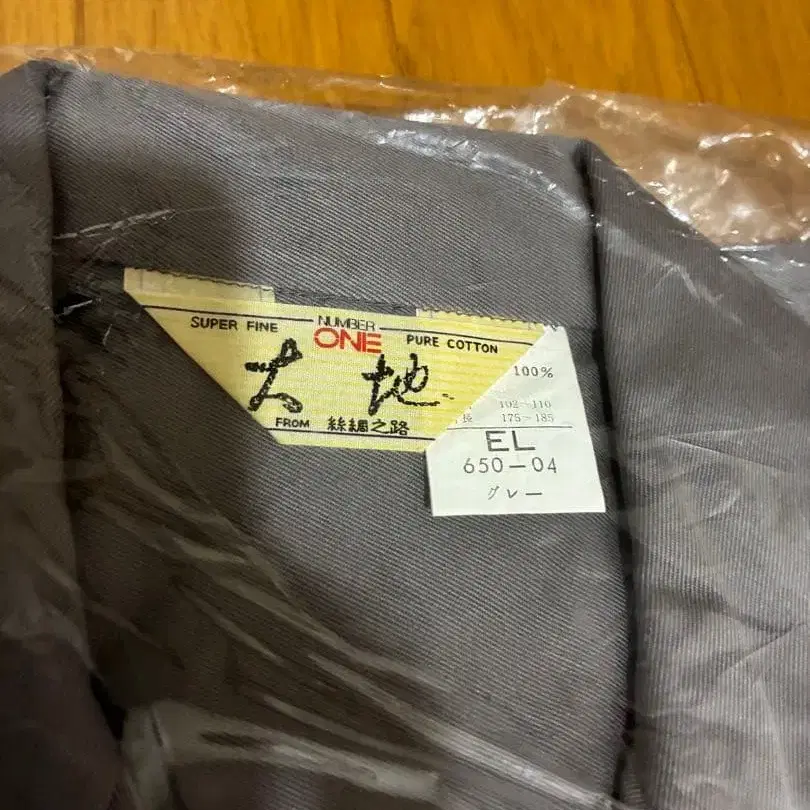 SUPER FINE
NUMBER
ONE
PURE COTTON
大地
FROM 絲綢之路
100%
102~110
長 175~185
EL
650-04
グレー